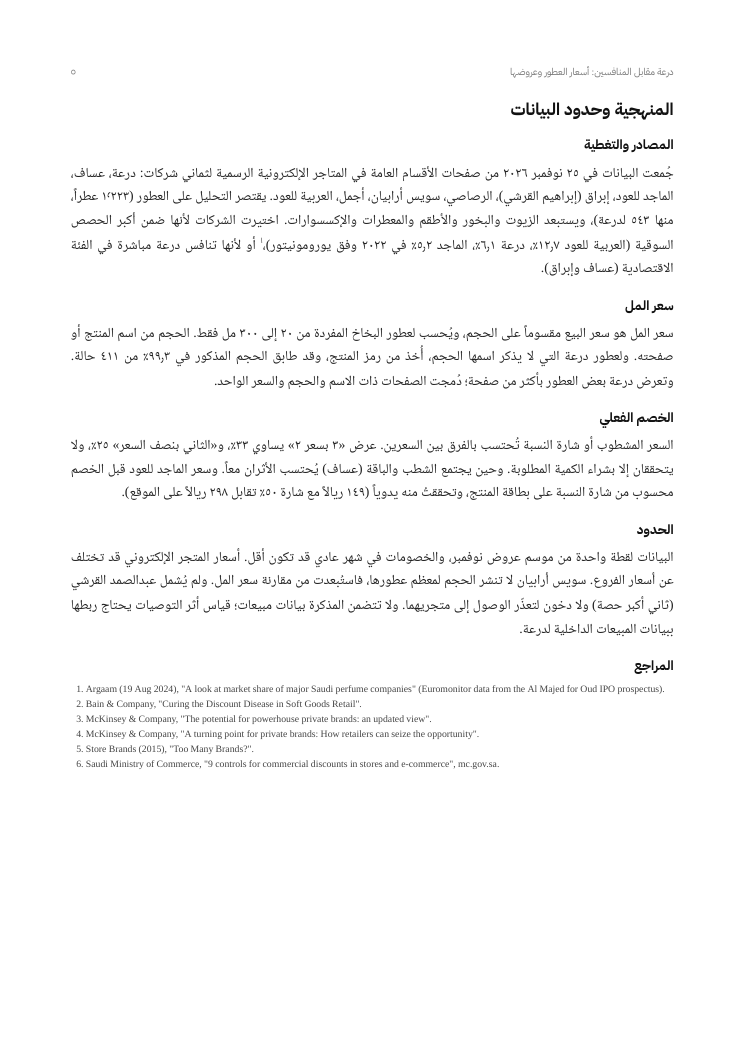 درعة مقابل المنافسين: أسعار العطور وعروضها
٥
المنهجية وحدود البيانات
المصادر والتغطية
جُمعت البيانات في ٢٥ نوفمبر ٢٠٢٦ من صفحات الأقسام العامة في المتاجر الإلكترونية الرسمية لثماني شركات: درعة، عساف،
الماجد للعود، إبراق (إبراهيم القرشي)، الرصاصي، سويس أرابيان، أجمل، العربية للعود. يقتصر التحليل على العطور (١٬٢٢٣ عطراً،
منها ٥٤٣ لدرعة)، ويستبعد الزيوت والبخور والأطقم والمعطرات والإكسسوارات. اختيرت الشركات لأنها ضمن أكبر الحصص
السوقية (العربية للعود ١٢٫٧٪، درعة ٦٫١٪، الماجد ٥٫٢٪ في ٢٠٢٢ وفق يورومونيتور)،¹ أو لأنها تنافس درعة مباشرة في الفئة
الاقتصادية (عساف وإبراق).
سعر المل
سعر المل هو سعر البيع مقسوماً على الحجم، ويُحسب لعطور البخاخ المفردة من ٢٠ إلى ٣٠٠ مل فقط. الحجم من اسم المنتج أو
صفحته. ولعطور درعة التي لا يذكر اسمها الحجم، أُخذ من رمز المنتج، وقد طابق الحجم المذكور في ٩٩٫٣٪ من ٤١١ حالة.
وتعرض درعة بعض العطور بأكثر من صفحة؛ دُمجت الصفحات ذات الاسم والحجم والسعر الواحد.
الخصم الفعلي
السعر المشطوب أو شارة النسبة تُحتسب بالفرق بين السعرين. عرض «٣ بسعر ٢» يساوي ٣٣٪، و«الثاني بنصف السعر» ٢٥٪، ولا
يتحققان إلا بشراء الكمية المطلوبة. وحين يجتمع الشطب والباقة (عساف) يُحتسب الأثران معاً. وسعر الماجد للعود قبل الخصم
محسوب من شارة النسبة على بطاقة المنتج، وتحققتُ منه يدوياً (١٤٩ ريالاً مع شارة ٥٠٪ تقابل ٢٩٨ ريالاً على الموقع).
الحدود
البيانات لقطة واحدة من موسم عروض نوفمبر، والخصومات في شهر عادي قد تكون أقل. أسعار المتجر الإلكتروني قد تختلف
عن أسعار الفروع. سويس أرابيان لا تنشر الحجم لمعظم عطورها، فاستُبعدت من مقارنة سعر المل. ولم يُشمل عبدالصمد القرشي
(ثاني أكبر حصة) ولا دخون لتعذّر الوصول إلى متجريهما. ولا تتضمن المذكرة بيانات مبيعات؛ قياس أثر التوصيات يحتاج ربطها
ببيانات المبيعات الداخلية لدرعة.
المراجع
1. Argaam (19 Aug 2024), "A look at market share of major Saudi perfume companies" (Euromonitor data from the Al Majed for Oud IPO prospectus).
2. Bain & Company, "Curing the Discount Disease in Soft Goods Retail".
3. McKinsey & Company, "The potential for powerhouse private brands: an updated view".
4. McKinsey & Company, "A turning point for private brands: How retailers can seize the opportunity".
5. Store Brands (2015), "Too Many Brands?".
6. Saudi Ministry of Commerce, "9 controls for commercial discounts in stores and e-commerce", mc.gov.sa.